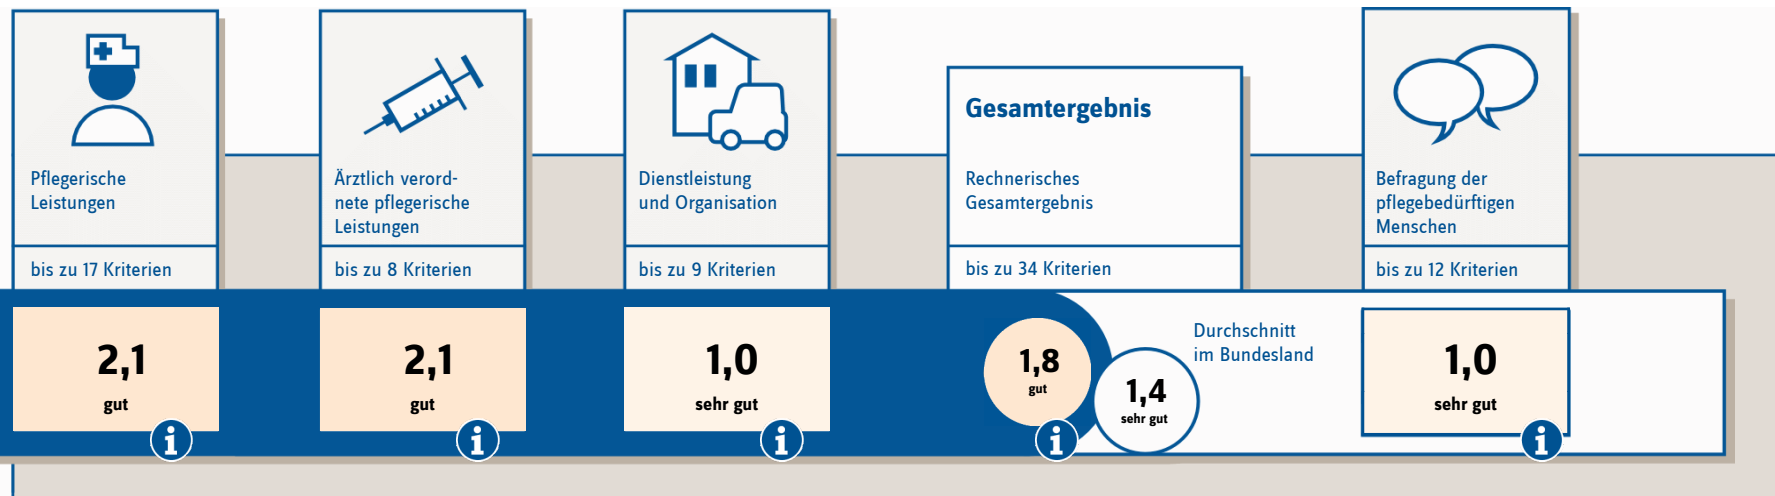 Pflegerische
Leistungen
bis zu 17 Kriterien
2,1
gut
i
Ärztlich verord-
nete pflegerische
Leistungen
bis zu 8 Kriterien
2,1
gut
i
Dienstleistung
und Organisation
bis zu 9 Kriterien
1,0
sehr gut
i
Gesamtergebnis
Rechnerisches
Gesamtergebnis
bis zu 34 Kriterien
1,8
gut
i
1,4
sehr gut
Durchschnitt
im Bundesland
Befragung der
pflegebedürftigen
Menschen
bis zu 12 Kriterien
1,0
sehr gut
i